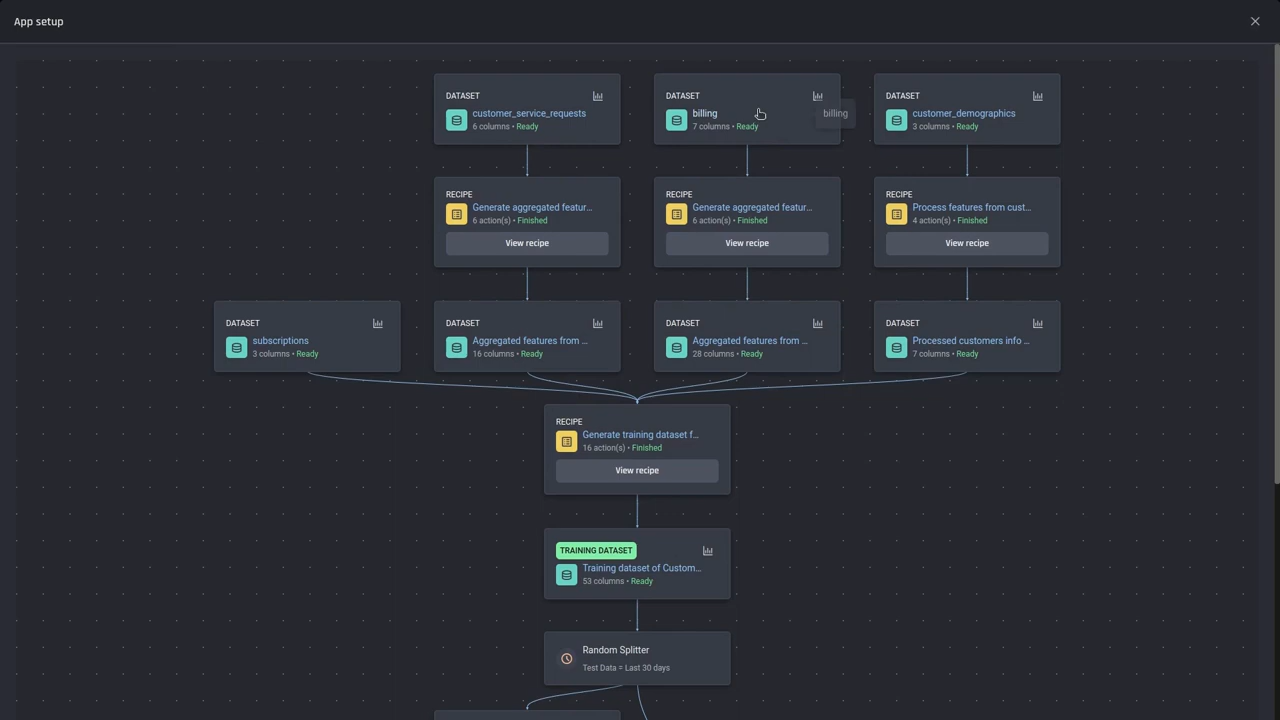 App setup
DATASET
customer_service_requests
6 columns • Ready
DATASET
billing
7 columns • Ready
billing
DATASET
customer_demographics
3 columns • Ready
RECIPE
Generate aggregated featur...
6 action(s) • Finished
View recipe
RECIPE
Generate aggregated featur...
6 action(s) • Finished
View recipe
RECIPE
Process features from cust...
4 action(s) • Finished
View recipe
DATASET
subscriptions
3 columns • Ready
DATASET
Aggregated features from ...
16 columns • Ready
DATASET
Aggregated features from ...
28 columns • Ready
DATASET
Processed customers info ...
7 columns • Ready
RECIPE
Generate training dataset f...
16 action(s) • Finished
View recipe
TRAINING DATASET
Training dataset of Custom...
53 columns • Ready
Random Splitter
Test Data = Last 30 days